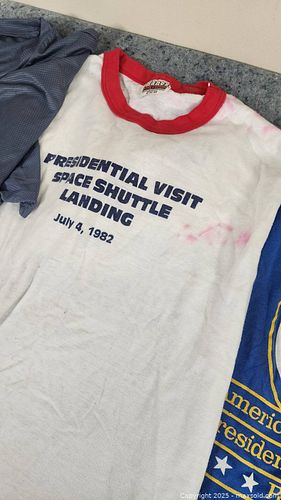 PRESIDENTIAL VISIT
SPACE SHUTTLE
LANDING
July 4, 1982
Copyright 2025 - maxsold.com